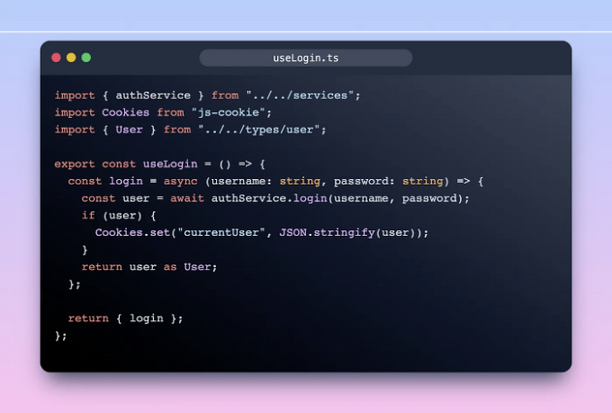 useLogin.ts
import { authService } from "../../services";
import Cookies from "js-cookie";
import { User } from "../../types/user";
export const useLogin = () => {
const login = async (username: string, password: string) => {
const user = await authService.login(username, password);
if (user) {
Cookies.set("currentUser", JSON.stringify(user));
}
return user as User;
};
return { login };
};